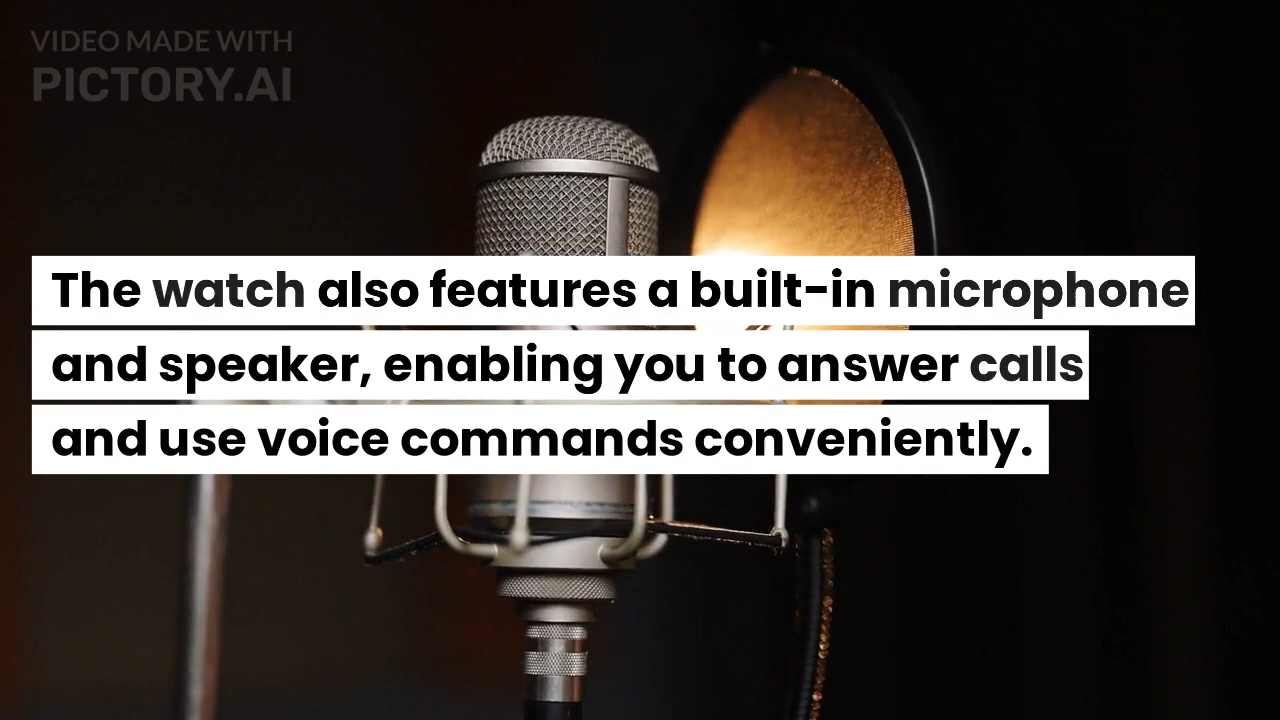 VIDEO MADE WITH
PICTORY.AI
The watch also features a built-in microphone
and speaker, enabling you to answer calls
and use voice commands conveniently.